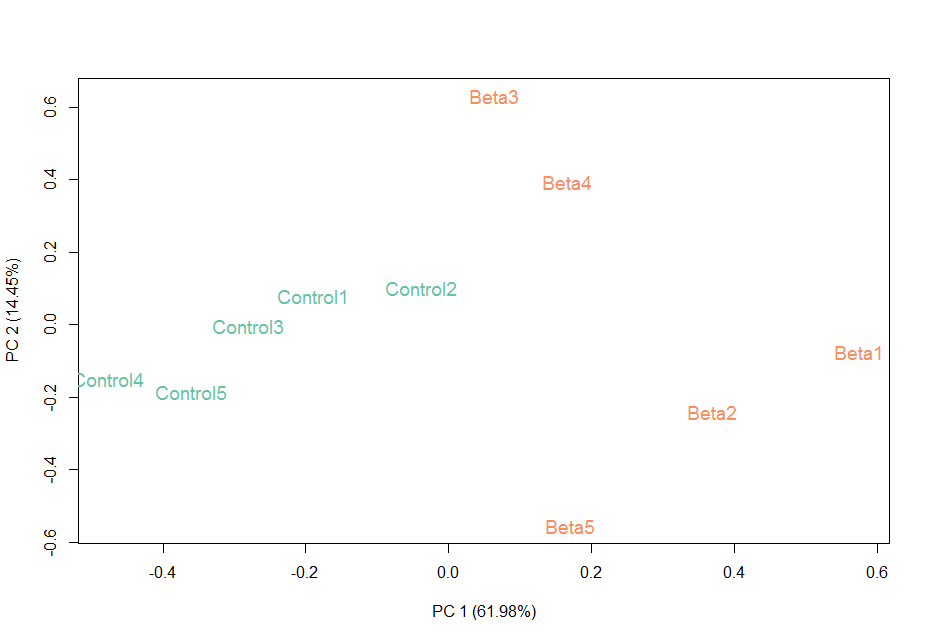 Beta3
Beta4
Control2
Control1
Control3
Beta1
Control4
Control5
Beta2
Beta5
0.6
0.4
0.2
0.0
-0.2
-0.4
-0.6
PC 2 (14.45%)
-0.4
-0.2
0.0
0.2
0.4
0.6
PC 1 (61.98%)